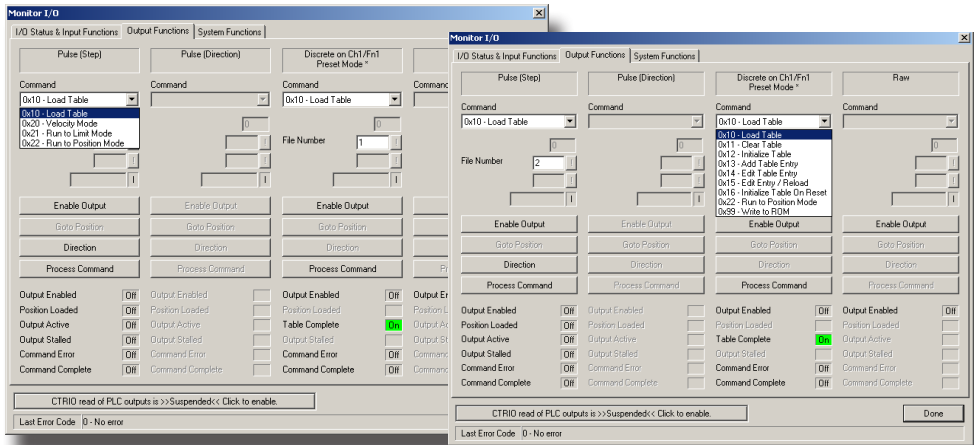 Monitor I/O
I/O Status & Input Functions Output Functions System Functions
Pulse (Step) Pulse (Direction) Discrete on Ch1/Fn1
Preset Mode *
Command Command Command Command
0x10 - Load Table 0x10 - Load Table
0x10 - Load Table
0x20 - Velocity Mode
0x21 - Run to Limit Mode
0x22 - Run to Position Mode
0 0
File Number 1
Enable Output Enable Output Enable Output
Goto Position Goto Position Goto Position
Direction Direction Direction
Process Command Process Command Process Command
Output Enabled Off Output Enabled Output Enabled Off
Position Loaded Off Position Loaded Position Loaded
Output Active Off Output Active Table Complete On
Output Stalled Off Output Stalled Output Stalled
Command Error Off Command Error Command Error Off
Command Complete Off Command Complete Command Complete Off
CTRIO read of PLC outputs is >>Suspended<< Click to enable.
Last Error Code 0 - No error
Monitor I/O
I/O Status & Input Functions Output Functions System Functions
Pulse (Step) Pulse (Direction) Discrete on Ch1/Fn1
Preset Mode * Raw
Command Command Command Command
0x10 - Load Table 0x10 - Load Table
0x10 - Load Table
0x11 - Clear Table
0x12 - Initialize Table
0x13 - Add Table Entry
0x14 - Edit Table Entry
0x15 - Edit Entry / Reload
0x16 - Initialize Table On Reset
0x22 - Run to Position Mode
0x99 - Write to ROM
0 0 0
File Number 2
Enable Output Enable Output Enable Output Enable Output
Goto Position Goto Position Goto Position Goto Position
Direction Direction Direction Direction
Process Command Process Command Process Command Process Command
Output Enabled Off Output Enabled Output Enabled Off Output Enabled Off
Position Loaded Off Position Loaded Position Loaded Position Loaded
Output Active Off Output Active Table Complete On Output Active
Output Stalled Off Output Stalled Output Stalled Output Stalled
Command Error Off Command Error Command Error Off Command Error
Command Complete Off Command Complete Command Complete Off Command Complete
CTRIO read of PLC outputs is >>Suspended<< Click to enable. Done
Last Error Code 0 - No error